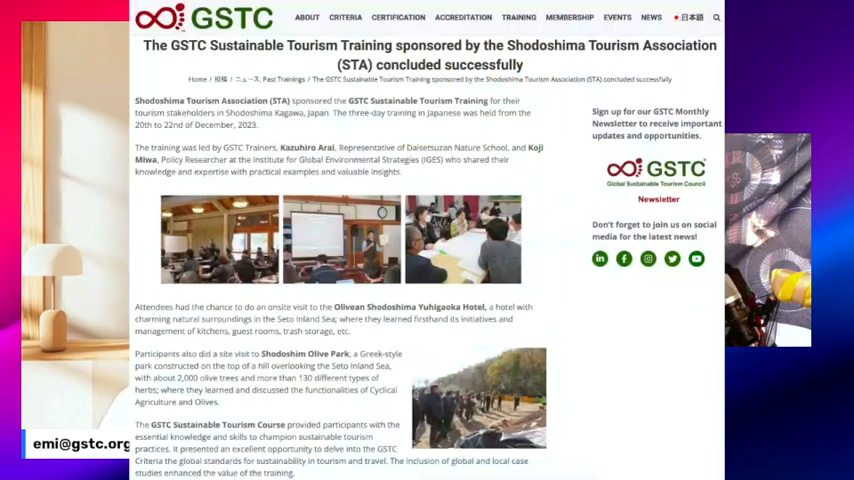 GSTC
ABOUT CRITERIA CERTIFICATION ACCREDITATION TRAINING MEMBERSHIP EVENTS NEWS 日本語
The GSTC Sustainable Tourism Training sponsored by the Shodoshima Tourism Association
(STA) concluded successfully
Home / 投稿 / ニュース, Past Trainings / The GSTC Sustainable Tourism Training sponsored by the Shodoshima Tourism Association (STA) concluded successfully
Shodoshima Tourism Association (STA) sponsored the GSTC Sustainable Tourism Training for their
tourism stakeholders in Shodoshima Kagawa, Japan. The three-day training in Japanese was held from the
20th to 22nd of December, 2023.
The training was led by GSTC Trainers, Kazuhiro Arai, Representative of Daisetsuzan Nature School, and Koji
Miwa, Policy Researcher at the Institute for Global Environmental Strategies (IGES) who shared their
knowledge and expertise with practical examples and valuable insights.
Attendees had the chance to do an onsite visit to the Olivean Shodoshima Yuhigaoka Hotel, a hotel with
charming natural surroundings in the Seto Inland Sea; where they learned firsthand its initiatives and
management of kitchens, guest rooms, trash storage, etc.
Participants also did a site visit to Shodoshim Olive Park, a Greek-style
park constructed on the top of a hill overlooking the Seto Inland Sea,
with about 2,000 olive trees and more than 130 different types of
herbs; where they learned and discussed the functionalities of Cyclical
Agriculture and Olives.
The GSTC Sustainable Tourism Course provided participants with the
essential knowledge and skills to champion sustainable tourism
practices. It presented an excellent opportunity to delve into the GSTC
Criteria the global standards for sustainability in tourism and travel. The inclusion of global and local case
studies enhanced the value of the training.
Sign up for our GSTC Monthly
Newsletter to receive important
updates and opportunities.
GSTC
Global Sustainable Tourism Council
Newsletter
Don't forget to join us on social
media for the latest news!
emi@gstc.org